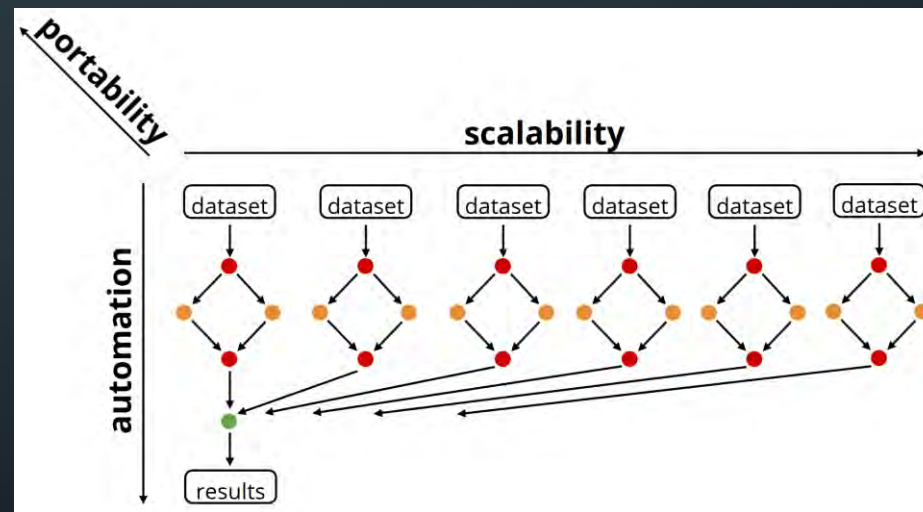 portability
scalability
dataset
dataset
dataset
dataset
dataset
dataset
automation
results